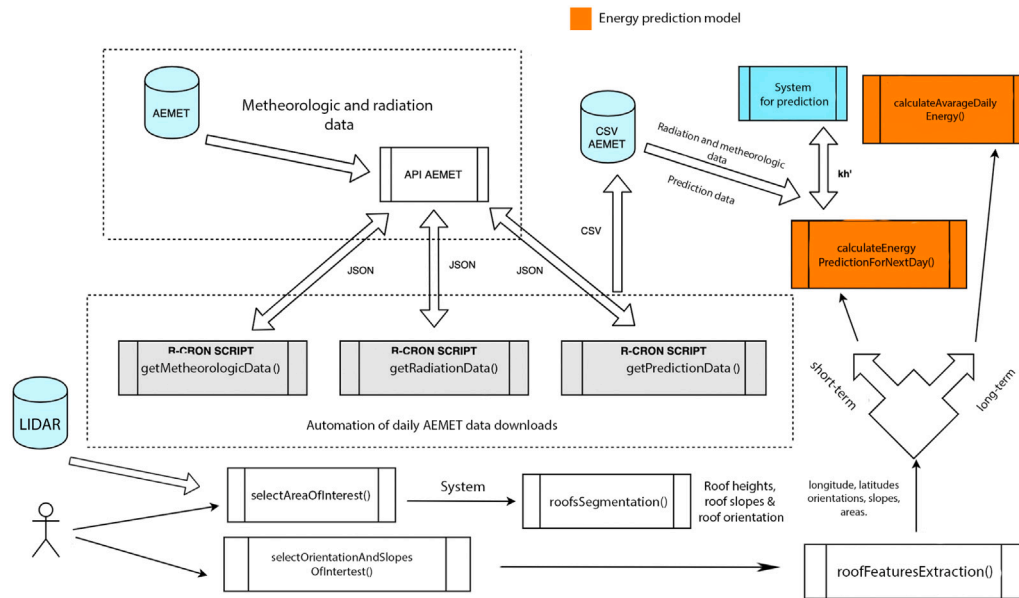 Energy prediction model
AEMET
Metheorologic and radiation
data
API AEMET
JSON
JSON
JSON
CSV
AEMET
CSV
Radiation and metheorologic
data
Prediction data
System
for prediction
kh'
calculateAvarageDaily
Energy()
calculateEnergy
PredictionForNextDay()
R-CRON SCRIPT
getMetheorologicData()
R-CRON SCRIPT
getRadiationData()
R-CRON SCRIPT
getPredictionData ()
Automation of daily AEMET data downloads
short-term
long-term
LIDAR
selectAreaOfInterest()
System
roofsSegmentation()
Roof heights,
roof slopes &
roof orientation
longitude, latitudes
orientations, slopes,
areas.
selectOrientationAndSlopes
OfIntertest()
roofFeaturesExtraction()